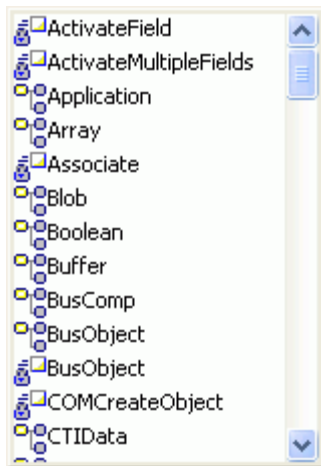 ActivateField
ActivateMultipleFields
Application
Array
Associate
Blob
Boolean
Buffer
BusComp
BusObject
BusObject
COMCreateObject
CTIData